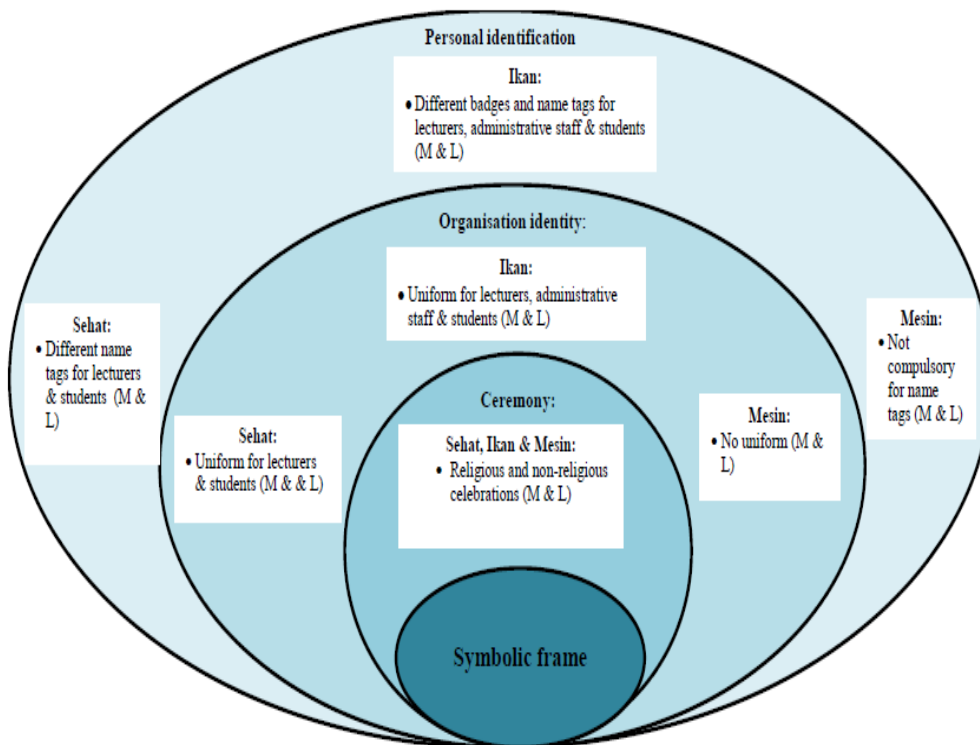 Personal identification
Ikan:
• Different badges and name tags for
lecturers, administrative staff & students
(M & L)
Organisation identity:
Ikan:
• Uniform for lecturers, administrative
staff & students (M & L)
Sehat:
• Different name
tags for lecturers
& students (M &
L)
Mesin:
• Not
compulsory
for name
tags (M & L)
Ceremony:
Sehat:
• Uniform for lecturers
& students (M & & L)
Sehat, Ikan & Mesin:
• Religious and non-religious
celebrations (M & L)
Mesin:
• No uniform (M &
L)
Symbolic frame